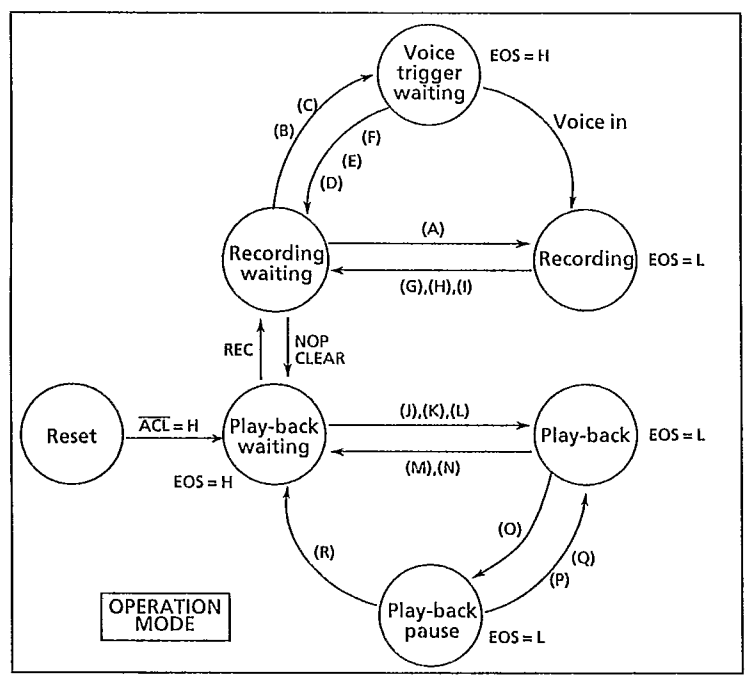 Voice
trigger
waiting
EOS = H
(C)
(B)
(F)
(E)
(D)
Voice in
Recording
waiting
(A)
(G),(H),(I)
Recording
EOS = L
REC
NOP
CLEAR
Reset
ACL = H
Play-back
waiting
EOS = H
(J),(K),(L)
(M),(N)
Play-back
EOS = L
(O)
(Q)
(P)
(R)
Play-back
pause
EOS = L
OPERATION
MODE